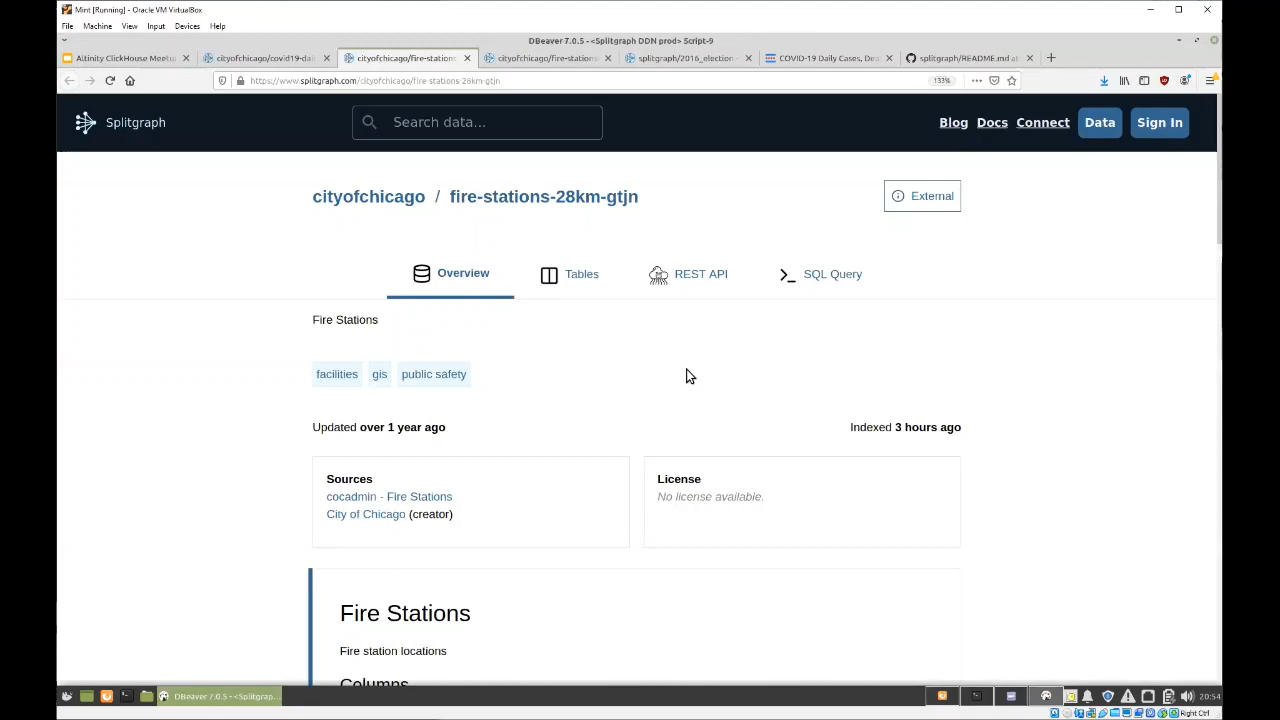 Mint [Running] - Oracle VM VirtualBox
File Machine View Input Devices Help
DBeaver 7.0.5 - <Splitgraph DDN prod> Script-9
Altinity ClickHouse Meetu
cityofchicago/covid19-dai
cityofchicago/fire-stations
cityofchicago/fire-stations
splitgraph/2016_election
COVID-19 Daily Cases, Dea
splitgraph/README.md at
https://www.splitgraph.com/cityofchicago/fire-stations-28km-gtjn
133%
Splitgraph
Search data...
Blog Docs Connect Data Sign In
cityofchicago / fire-stations-28km-gtjn
External
Overview Tables REST API SQL Query
Fire Stations
facilities gis public safety
Updated over 1 year ago
Indexed 3 hours ago
Sources
cocadmin - Fire Stations
City of Chicago (creator)
License
No license available.
Fire Stations
Fire station locations
Columns
DBeaver 7.0.5 - <Splitgrap...
20:54
Right Ctrl